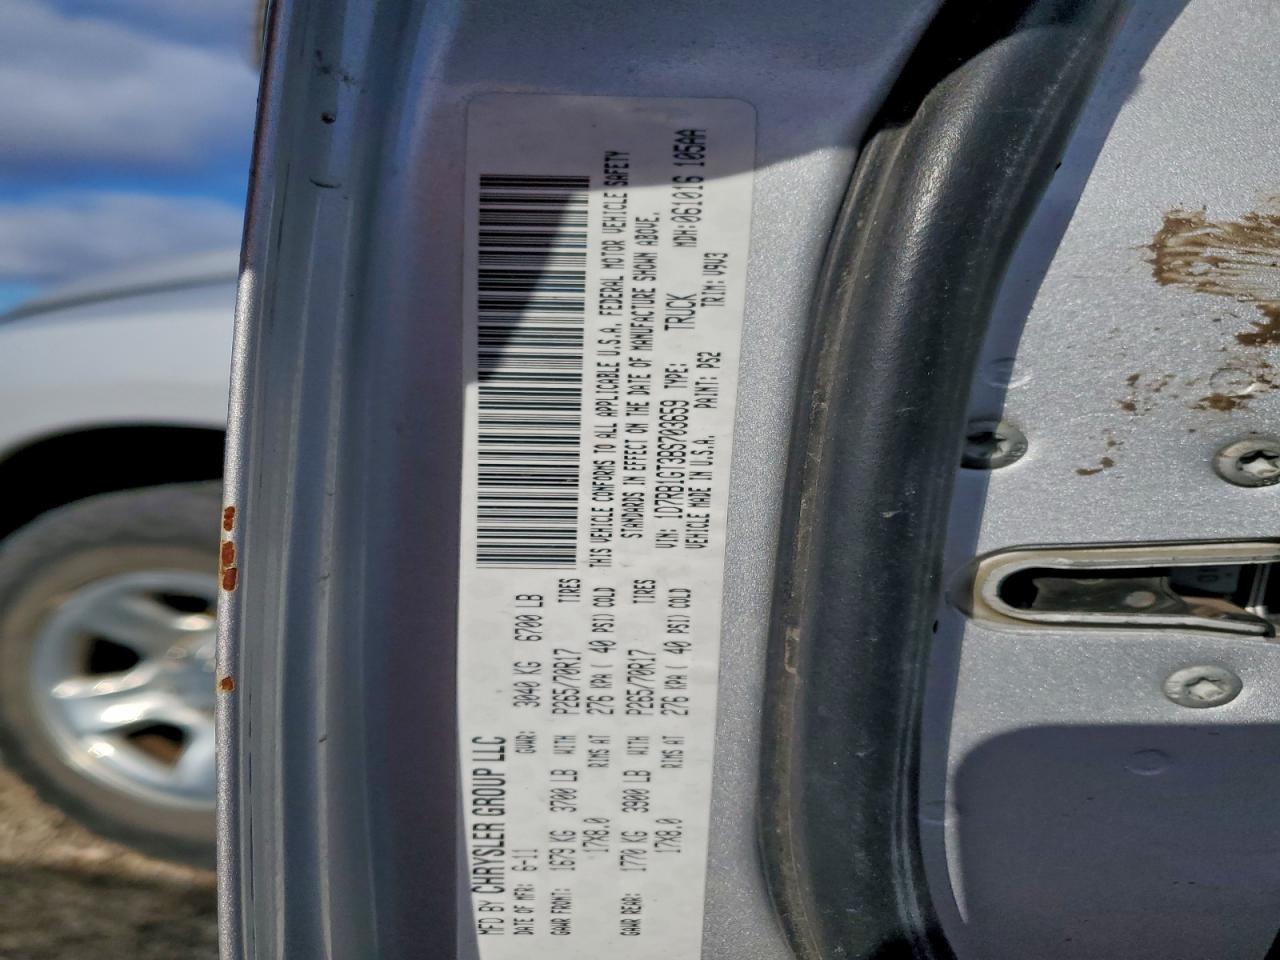 MFD BY CHRYSLER GROUP LLC
DATE OF MFR: 6-11 GVWR: 3040 KG 6700 LB
GAWR FRONT: 1679 KG 3700 LB WITH P265/70R17 TIRES
17X8.0 RIMS AT 276 KPA( 40 PSI) COLD
GAWR REAR: 1770 KG 3900 LB WITH P265/70R17 TIRES
17X8.0 RIMS AT 276 KPA( 40 PSI) COLD
THIS VEHICLE CONFORMS TO ALL APPLICABLE U.S.A. FEDERAL MOTOR VEHICLE SAFETY
STANDARDS IN EFFECT ON THE DATE OF MANUFACTURE SHOWN ABOVE.
VIN: 1D7RB1GT3BS703659 TYPE: TRUCK MDH:061016 105AA
VEHICLE MADE IN U.S.A. PAINT: PS2 TRIM: V9V3